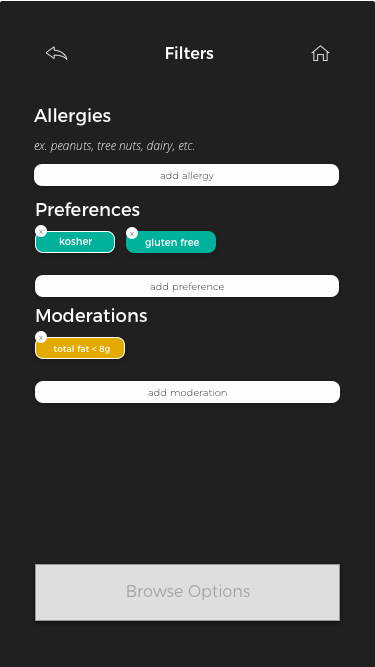 Filters
Allergies
ex. peanuts, tree nuts, dairy, etc.
add allergy
Preferences
x kosher x gluten free
add preference
Moderations
x total fat < 8g
add moderation
Browse Options